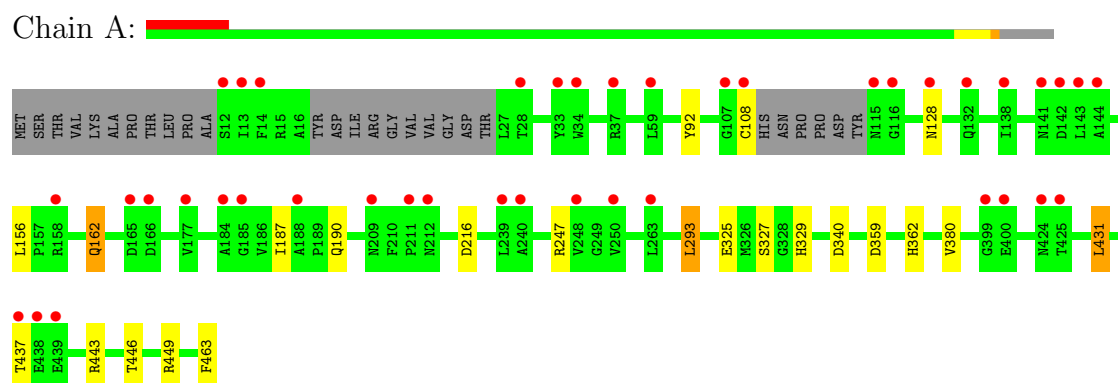 Chain A:
MET SER THR VAL LYS ALA PRO THR LEU PRO ALA S12 I13 F14 R15 A16 TYR ASP ILE ARG GLY VAL VAL GLY ASP THR L27 T28 Y33 W34 R37 L59 Y92 G107 C108 HIS ASN PRO PRO ASP TYR N115 G116 N128 Q132 I138 N141 D142 L143 A144
L156 P157 R158 Q162 D165 D166 V177 A184 G185 V186 I187 A188 P189 Q190 N209 F210 P211 N212 D216 L239 A240 R247 V248 G249 V250 L263 L293 E325 M326 S327 G328 H329 D340 D359 H362 V380 G399 E400 N424 T425 L431
T437 E438 E439 R443 T446 R449 F463